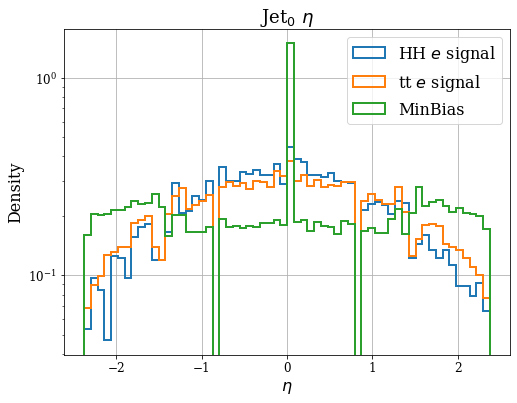 Jet₀ η
HH e signal
tt e signal
MinBias
Density
10⁰
10⁻¹
−2 −1 0 1 2
η